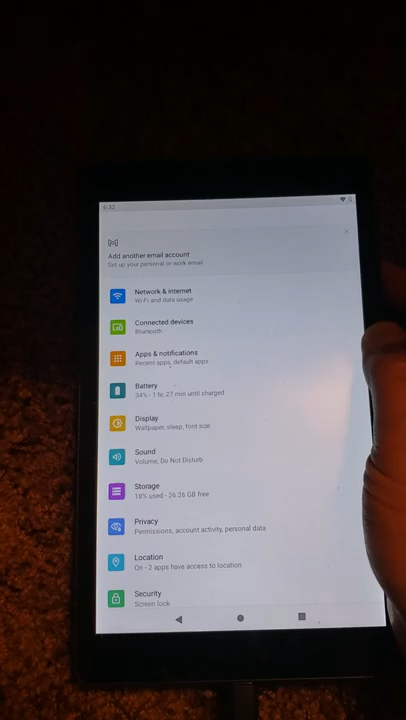 6:32
Add another email account
Set up your personal or work email
Network & internet
Wi-Fi and data usage
Connected devices
Bluetooth
Apps & notifications
Recent apps, default apps
Battery
34% - 1 hr, 27 min until charged
Display
Wallpaper, sleep, font size
Sound
Volume, Do Not Disturb
Storage
18% used - 26.26 GB free
Privacy
Permissions, account activity, personal data
Location
On - 2 apps have access to location
Security
Screen lock